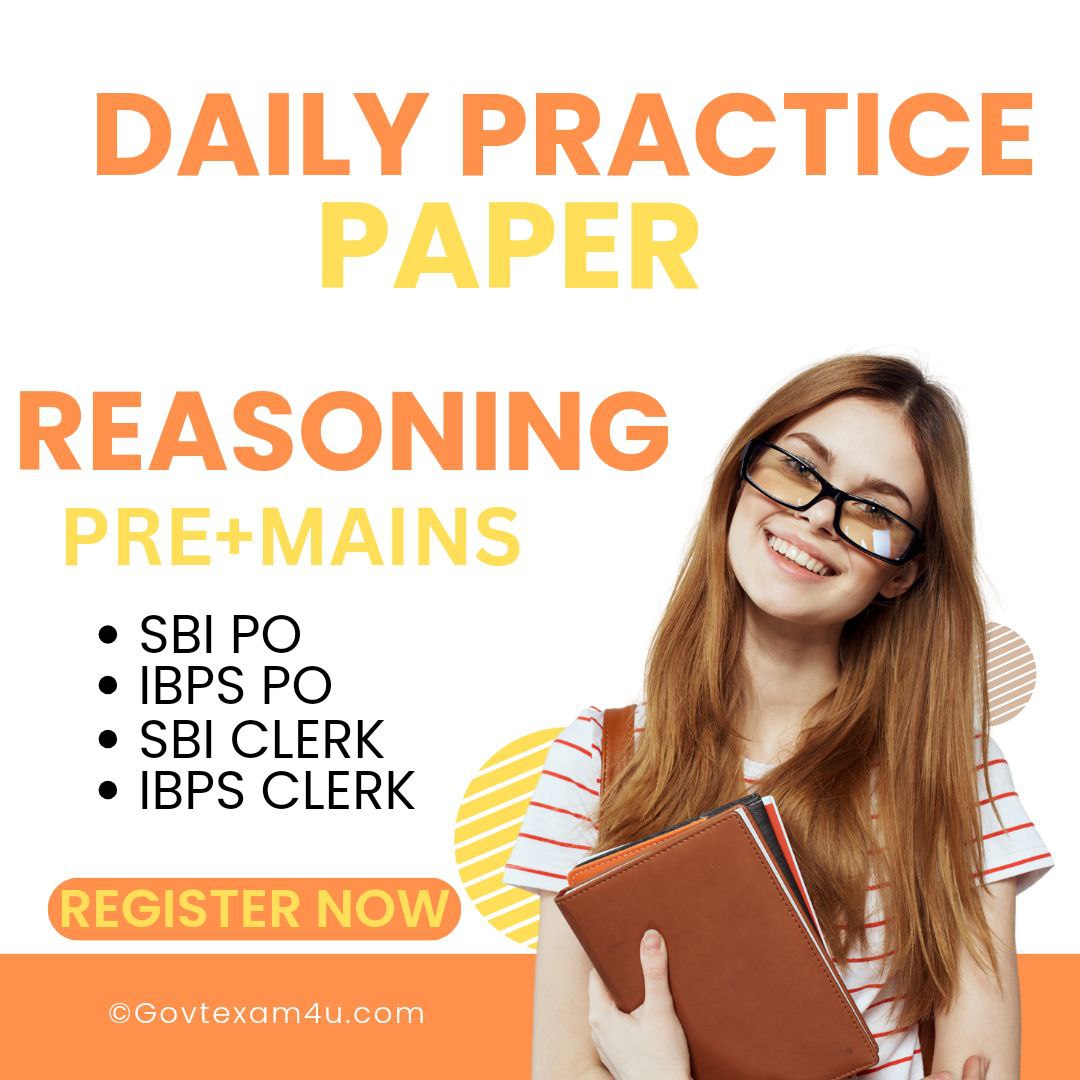 DAILY PRACTICE
PAPER
REASONING
PRE+MAINS
• SBI PO
• IBPS PO
• SBI CLERK
• IBPS CLERK
REGISTER NOW
©Govtexam4u.com